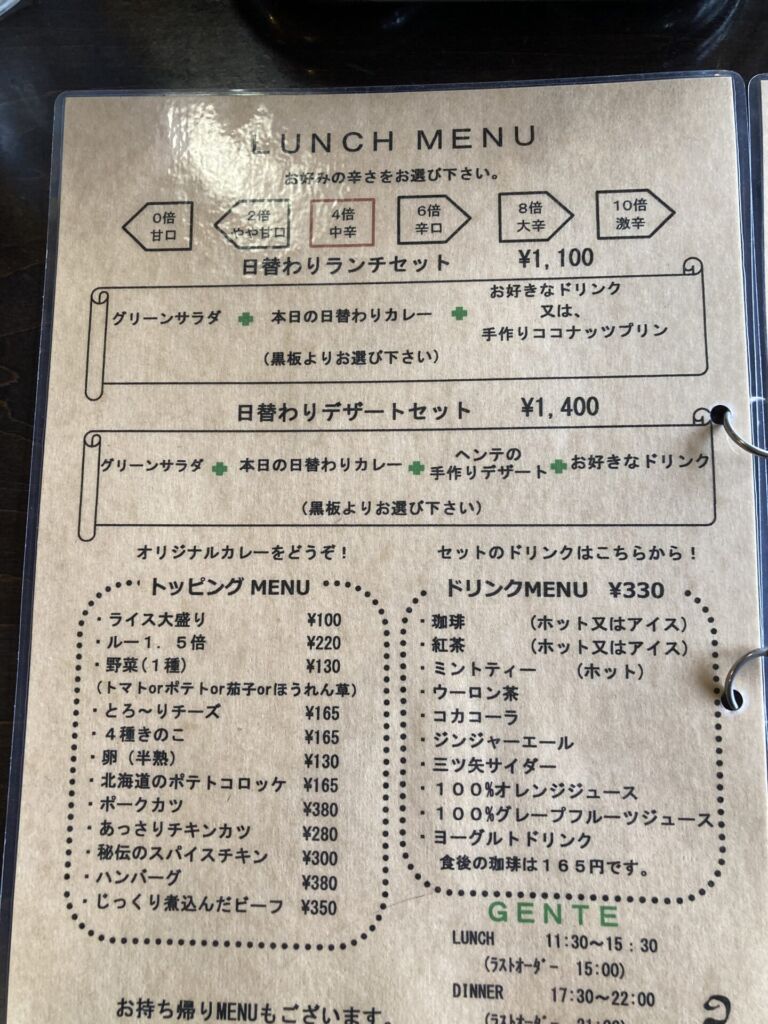 LUNCH MENU
お好みの辛さをお選び下さい。
0倍 甘口
2倍 やや甘口
4倍 中辛
6倍 辛口
8倍 大辛
10倍 激辛
日替わりランチセット ¥1,100
グリーンサラダ + 本日の日替わりカレー + お好きなドリンク
又は、
手作りココナッツプリン
(黒板よりお選び下さい)
日替わりデザートセット ¥1,400
グリーンサラダ + 本日の日替わりカレー + ヘンテの
手作りデザート + お好きなドリンク
(黒板よりお選び下さい)
オリジナルカレーをどうぞ！
トッピング MENU
・ライス大盛り ¥100
・ルー１．５倍 ¥220
・野菜(１種) ¥130
(トマトorポテトor茄子orほうれん草)
・とろ～りチーズ ¥165
・４種きのこ ¥165
・卵（半熟） ¥130
・北海道のポテトコロッケ ¥165
・ポークカツ ¥380
・あっさりチキンカツ ¥280
・秘伝のスパイスチキン ¥300
・ハンバーグ ¥380
・じっくり煮込んだビーフ ¥350
セットのドリンクはこちらから！
ドリンクMENU ¥330
・珈琲 (ホット又はアイス)
・紅茶 (ホット又はアイス)
・ミントティー (ホット)
・ウーロン茶
・コカコーラ
・ジンジャーエール
・三ツ矢サイダー
・１００%オレンジジュース
・１００%グレープフルーツジュース
・ヨーグルトドリンク
食後の珈琲は１６５円です。
GENTE
LUNCH 11:30～15:30
(ﾗｽﾄｵｰﾀﾞｰ 15:00)
DINNER 17:30～22:00
(ﾗｽﾄｵｰﾀﾞｰ 21:00)
お持ち帰りMENUもございます。